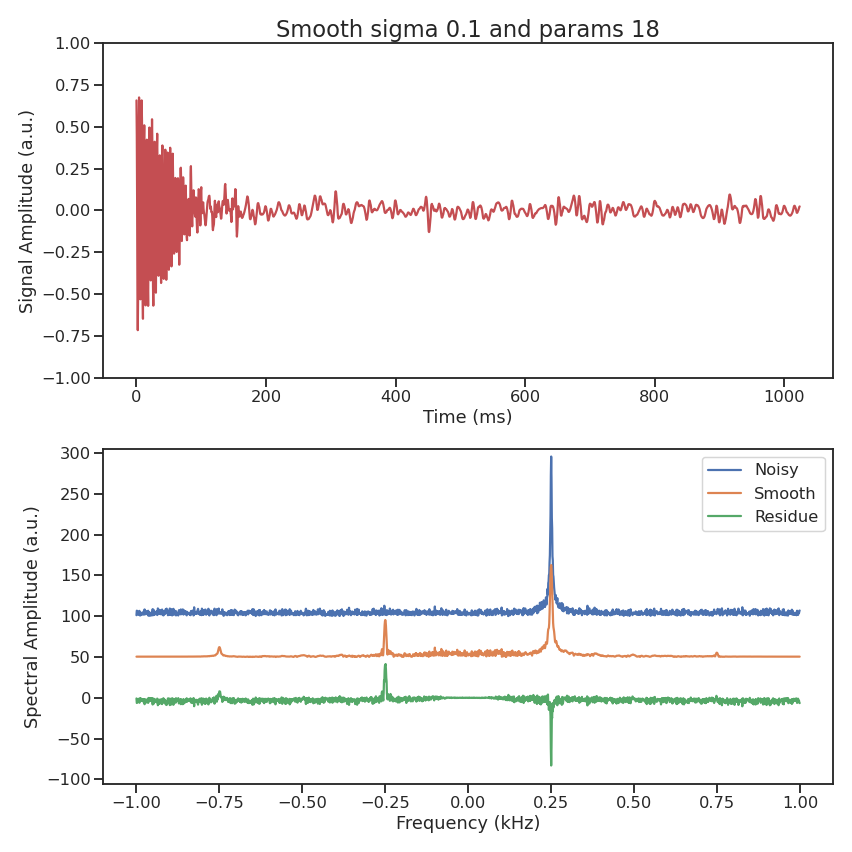 Smooth sigma 0.1 and params 18
1.00
0.75
0.50
0.25
0.00
−0.25
−0.50
−0.75
−1.00
Signal Amplitude (a.u.)
0 200 400 600 800 1000
Time (ms)
300
250
200
150
100
50
0
−50
−100
Spectral Amplitude (a.u.)
Noisy
Smooth
Residue
−1.00 −0.75 −0.50 −0.25 0.00 0.25 0.50 0.75 1.00
Frequency (kHz)